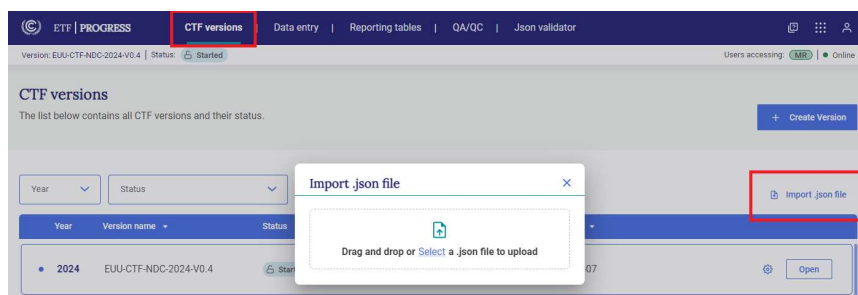 ETF | PROGRESS CTF versions | Data entry | Reporting tables | QA/QC | Json validator
Version: EUU-CTF-NDC-2024-V0.4 | Status: Started Users accessing: MR | Online
CTF versions
The list below contains all CTF versions and their status.
+ Create Version
Import .json file
Year Status
Import .json file
Drag and drop or Select a .json file to upload
Year Version name Status
2024 EUU-CTF-NDC-2024-V0.4 Start 07 Open